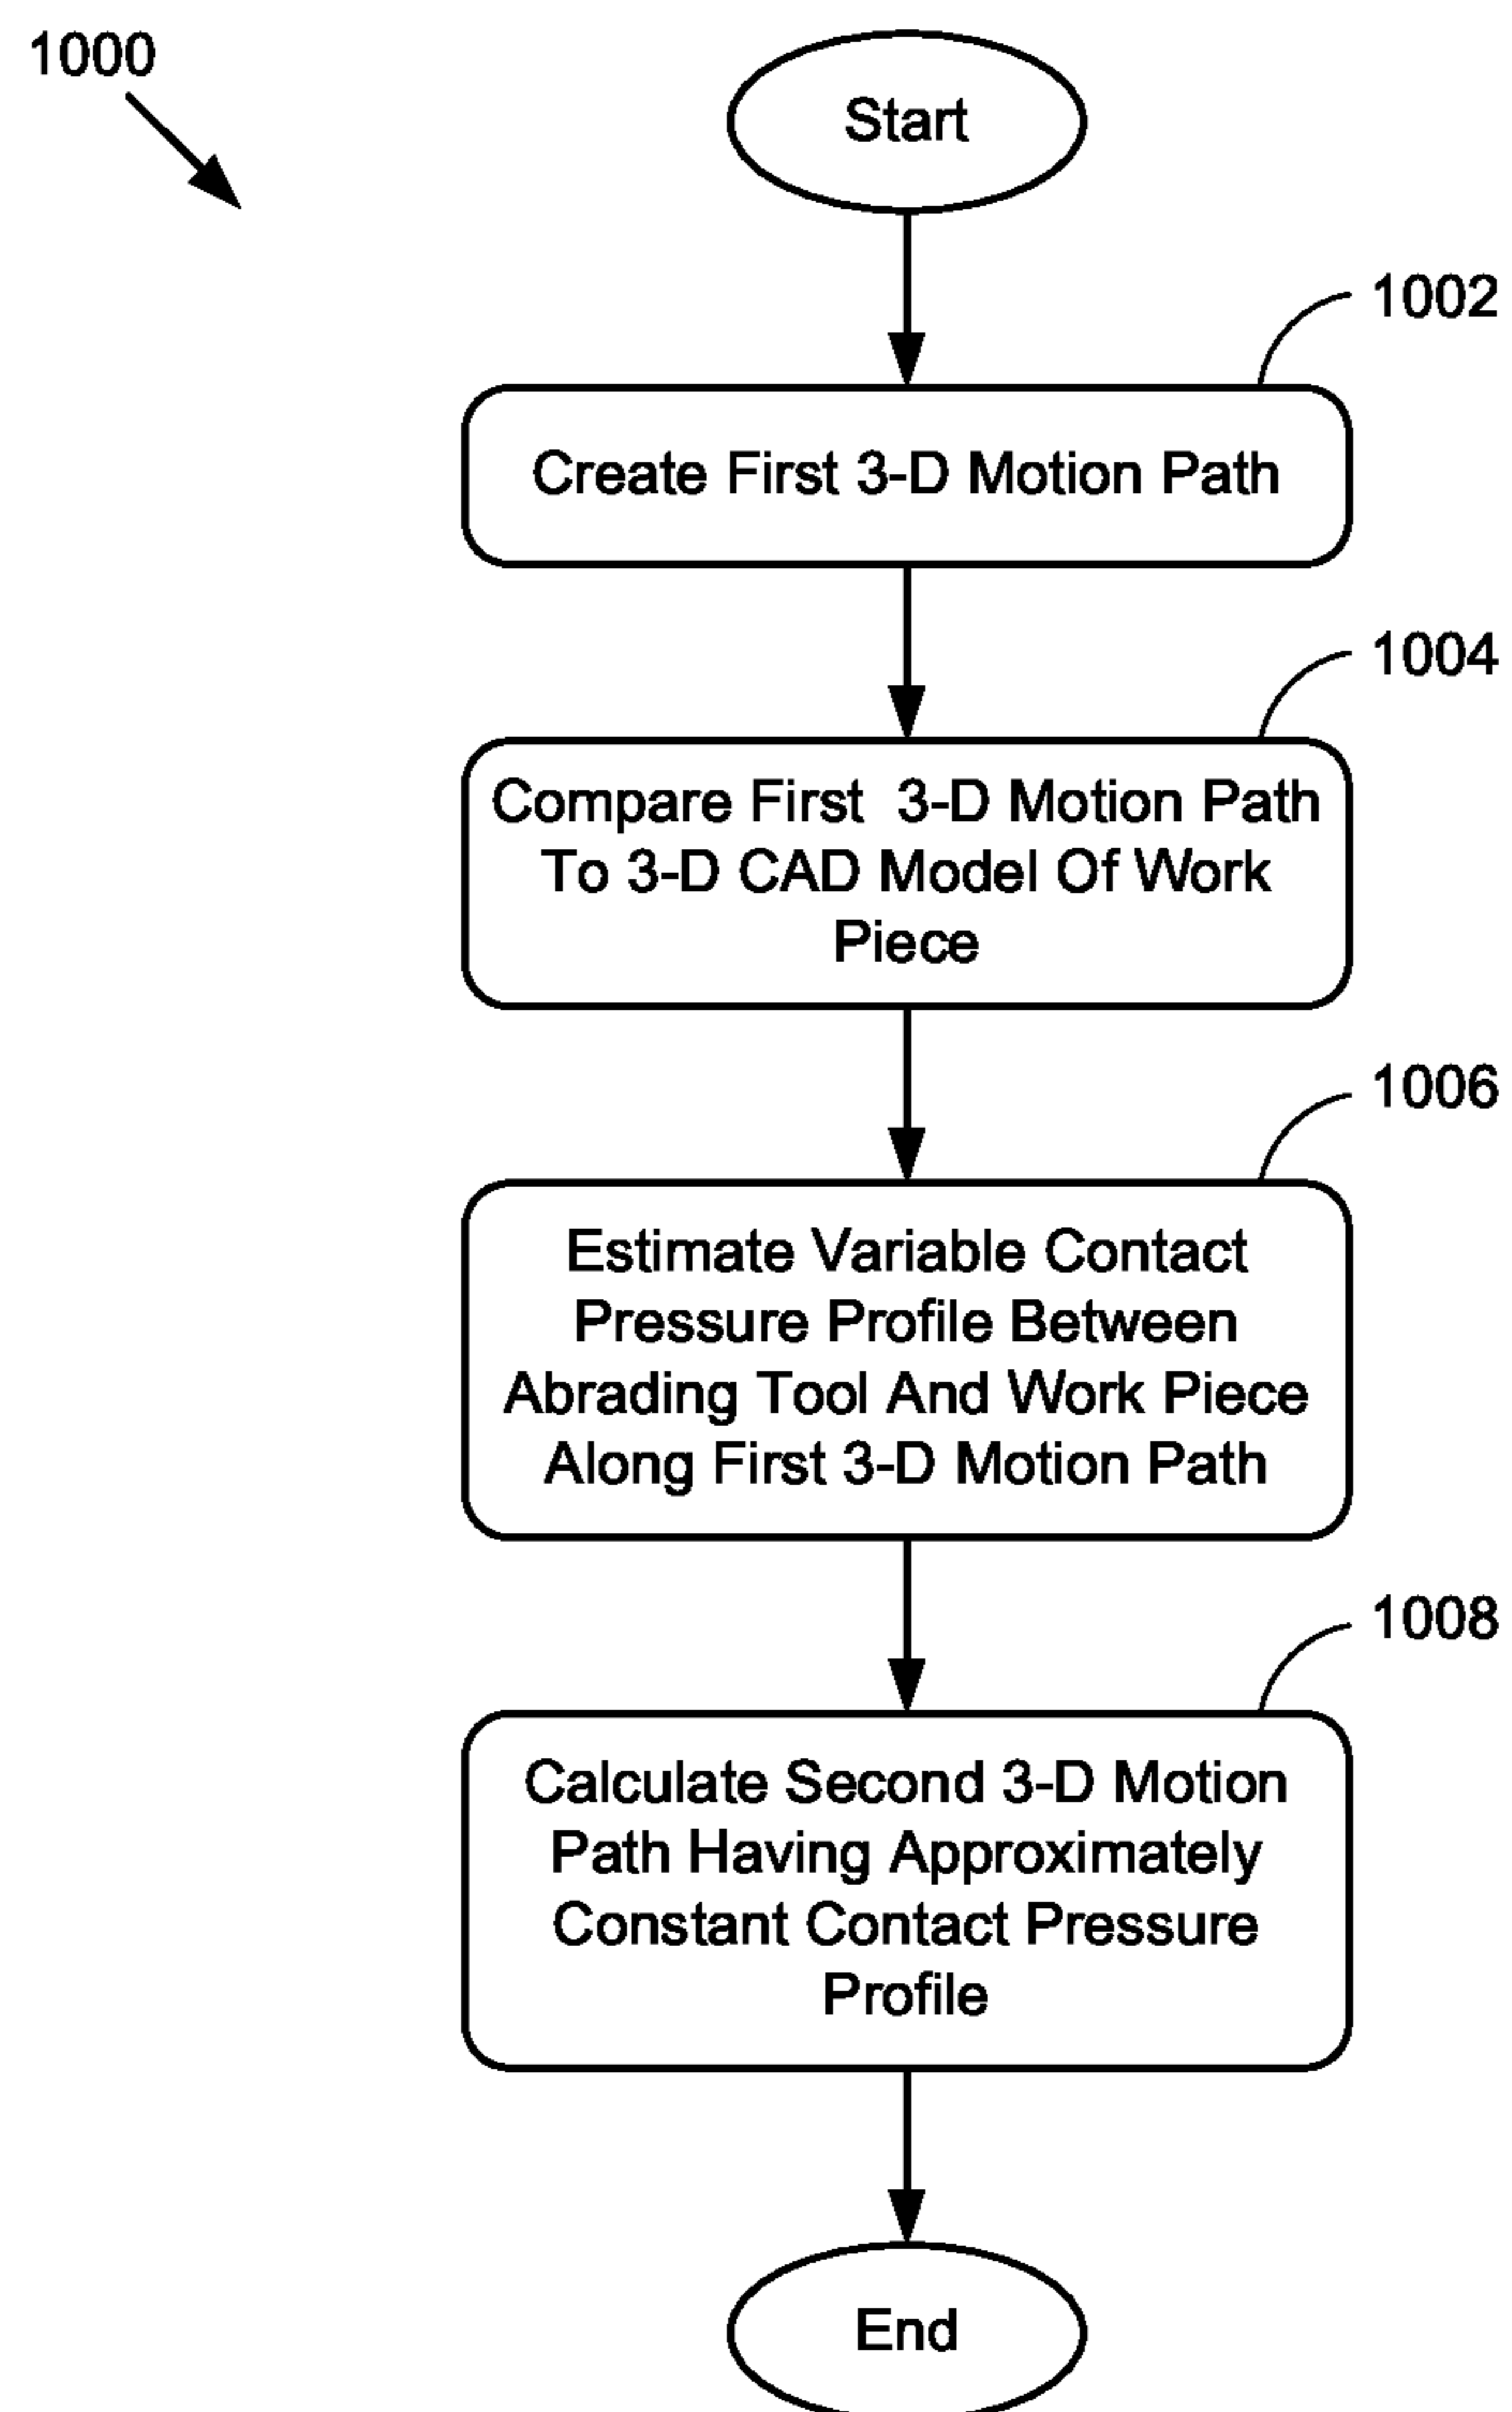 1000
Start
1002
Create First 3-D Motion Path
1004
Compare First 3-D Motion Path
To 3-D CAD Model Of Work
Piece
1006
Estimate Variable Contact
Pressure Profile Between
Abrading Tool And Work Piece
Along First 3-D Motion Path
1008
Calculate Second 3-D Motion
Path Having Approximately
Constant Contact Pressure
Profile
End